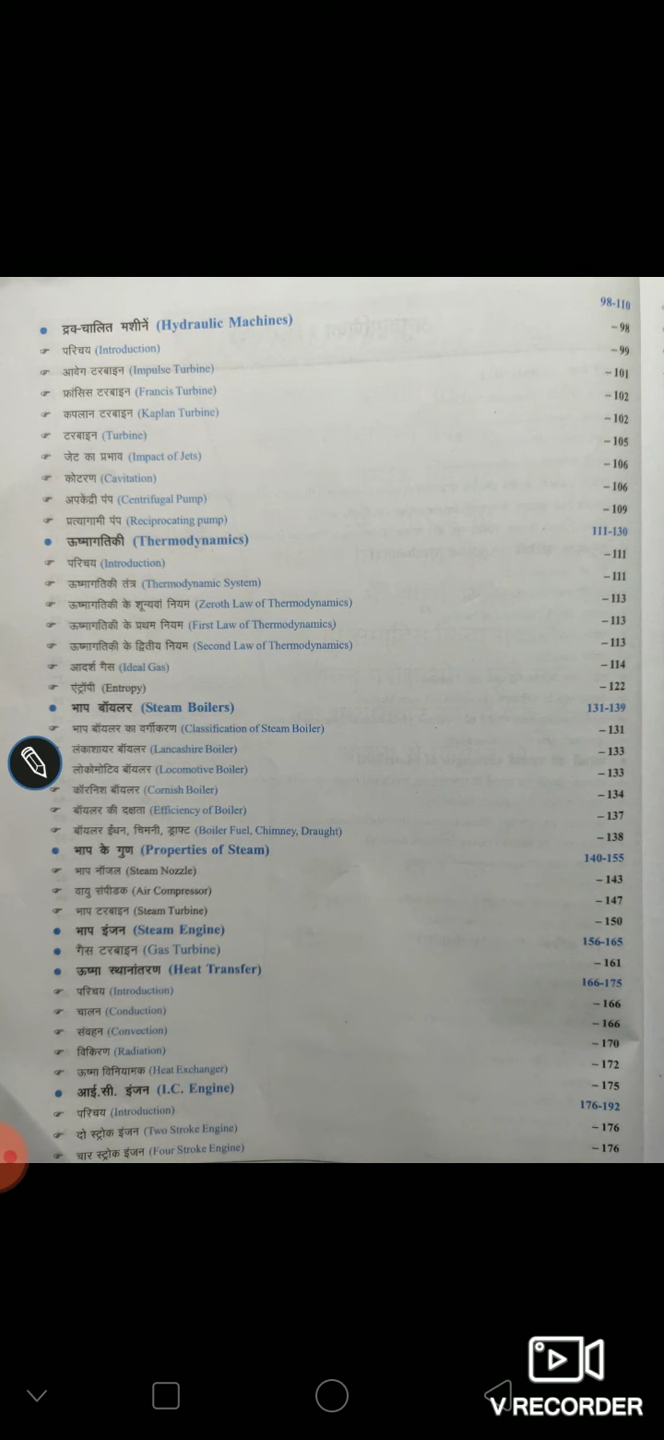 98-110
• द्रव-चालित मशीनें (Hydraulic Machines) –98
☞ परिचय (Introduction) –99
☞ आवेग टरबाइन (Impulse Turbine) –101
☞ फ्रांसिस टरबाइन (Francis Turbine) –102
☞ कपलान टरबाइन (Kaplan Turbine) –102
☞ टरबाइन (Turbine) –105
☞ जेट का प्रभाव (Impact of Jets) –106
☞ कोटरण (Cavitation) –106
☞ अपकेंद्री पंप (Centrifugal Pump) –109
☞ प्रत्यागामी पंप (Reciprocating pump)
• ऊष्मागतिकी (Thermodynamics) 111-130
☞ परिचय (Introduction) –111
☞ ऊष्मागतिकी तंत्र (Thermodynamic System) –111
☞ ऊष्मागतिकी के शून्यवां नियम (Zeroth Law of Thermodynamics) –113
☞ ऊष्मागतिकी के प्रथम नियम (First Law of Thermodynamics) –113
☞ ऊष्मागतिकी के द्वितीय नियम (Second Law of Thermodynamics) –113
☞ आदर्श गैस (Ideal Gas) –114
☞ एंट्रॉपी (Entropy) –122
• भाप बॉयलर (Steam Boilers) 131-139
☞ भाप बॉयलर का वर्गीकरण (Classification of Steam Boiler) –131
लंकाशायर बॉयलर (Lancashire Boiler) –133
लोकोमोटिव बॉयलर (Locomotive Boiler) –133
☞ कॉरनिश बॉयलर (Cornish Boiler) –134
☞ बॉयलर की दक्षता (Efficiency of Boiler) –137
☞ बॉयलर ईंधन, चिमनी, ड्राफ्ट (Boiler Fuel, Chimney, Draught) –138
• भाप के गुण (Properties of Steam) 140-155
☞ भाप नॉजल (Steam Nozzle) –143
☞ वायु संपीडक (Air Compressor) –147
☞ भाप टरबाइन (Steam Turbine) –150
• भाप इंजन (Steam Engine) 156-165
• गैस टरबाइन (Gas Turbine) –161
• ऊष्मा स्थानांतरण (Heat Transfer) 166-175
☞ परिचय (Introduction) –166
☞ चालन (Conduction) –166
☞ संवहन (Convection) –170
☞ विकिरण (Radiation) –172
☞ ऊष्मा विनियामक (Heat Exchanger) –175
• आई.सी. इंजन (I.C. Engine) 176-192
☞ परिचय (Introduction) –176
☞ दो स्ट्रोक इंजन (Two Stroke Engine) –176
☞ चार स्ट्रोक इंजन (Four Stroke Engine)
V RECORDER